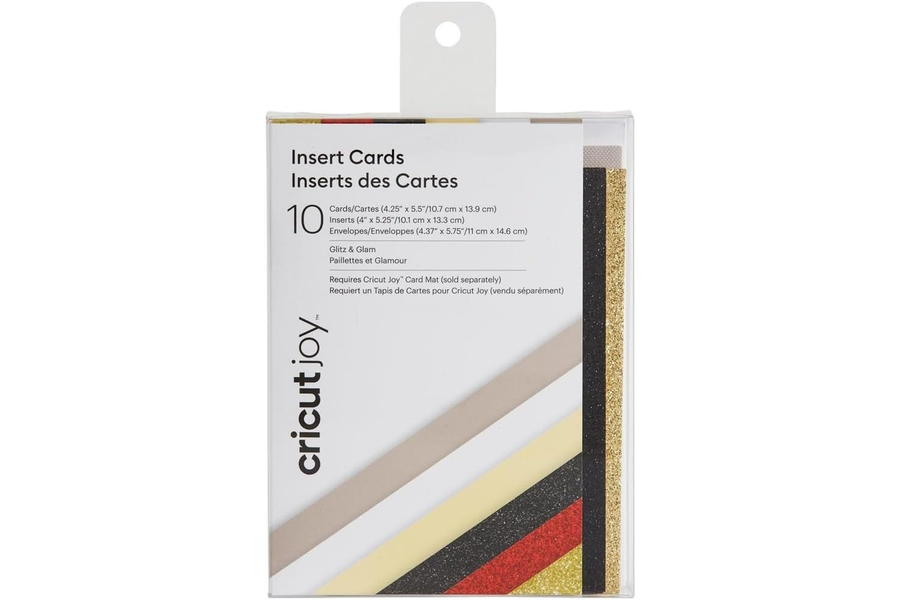 Insert Cards
Inserts des Cartes
10
Cards/Cartes (4.25" x 5.5"/10.7 cm x 13.9 cm)
Inserts (4" x 5.25"/10.1 cm x 13.3 cm)
Envelopes/Enveloppes (4.37" x 5.75"/11 cm x 14.6 cm)
Glitz & Glam
Paillettes et Glamour
Requires Cricut Joy™ Card Mat (sold separately)
Requiert un Tapis de Cartes pour Cricut Joy (vendu séparément)
cricut joy™